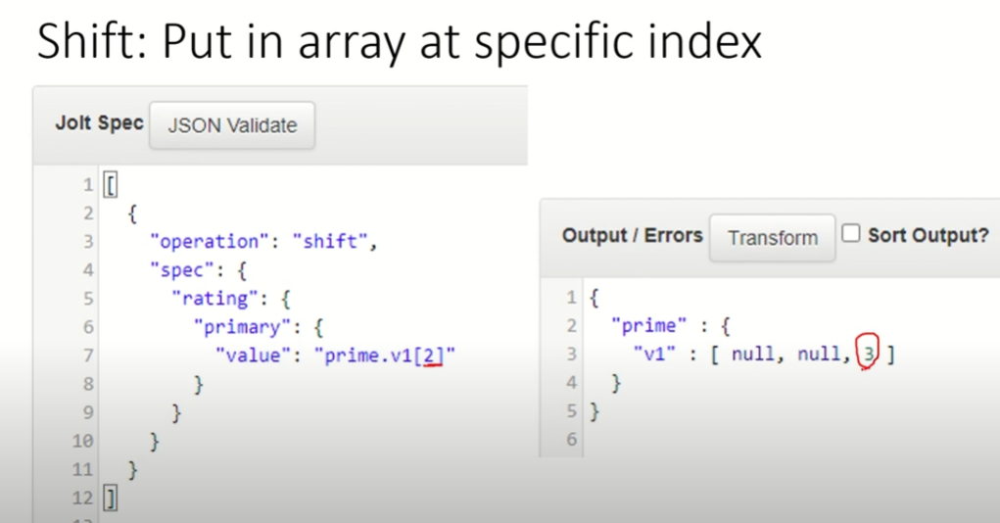 Shift: Put in array at specific index
Jolt Spec JSON Validate
1 [
2 {
3 "operation": "shift",
4 "spec": {
5 "rating": {
6 "primary": {
7 "value": "prime.v1[2]"
8 }
9 }
10 }
11 }
12 ]
Output / Errors Transform Sort Output?
1 {
2 "prime" : {
3 "v1" : [ null, null, 3 ]
4 }
5 }
6